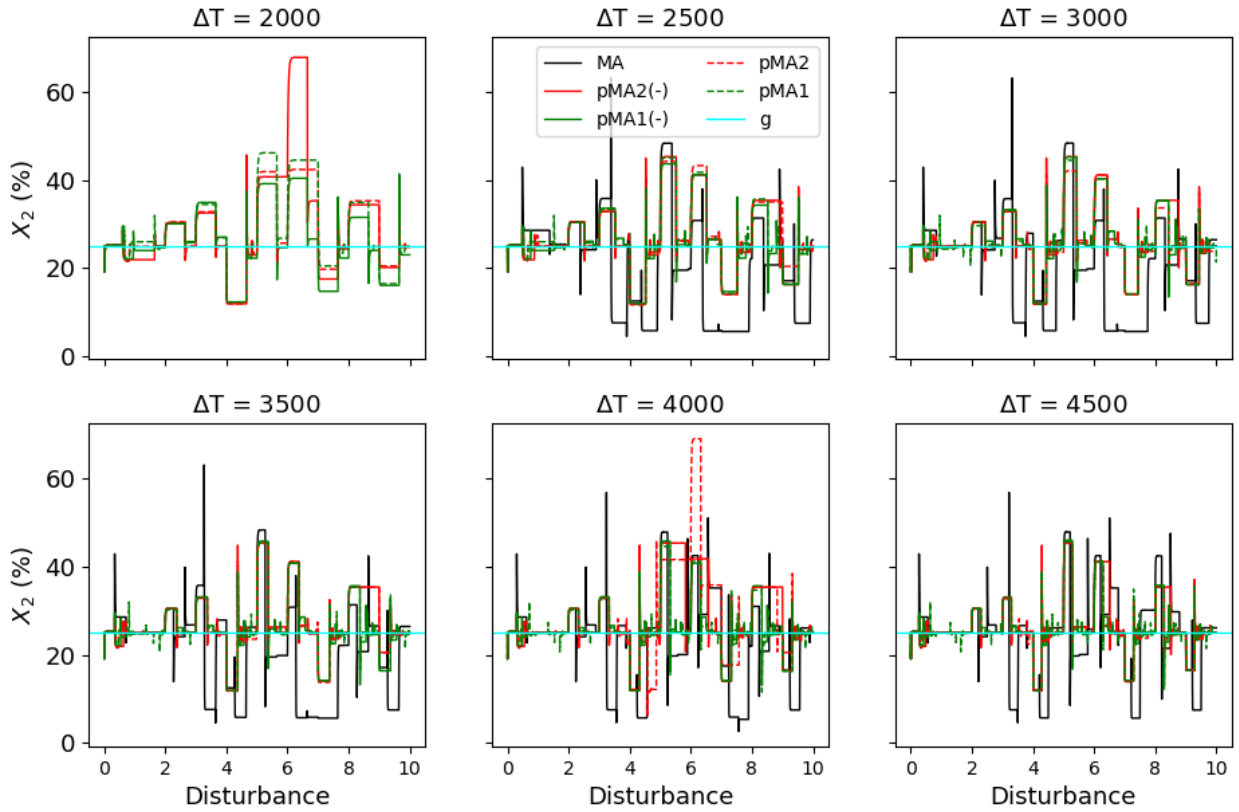 ΔT = 2000
ΔT = 2500
ΔT = 3000
X₂ (%)
60
40
20
0
MA
pMA2(-)
pMA1(-)
pMA2
pMA1
g
ΔT = 3500
ΔT = 4000
ΔT = 4500
X₂ (%)
60
40
20
0
0 2 4 6 8 10
0 2 4 6 8 10
0 2 4 6 8 10
Disturbance
Disturbance
Disturbance